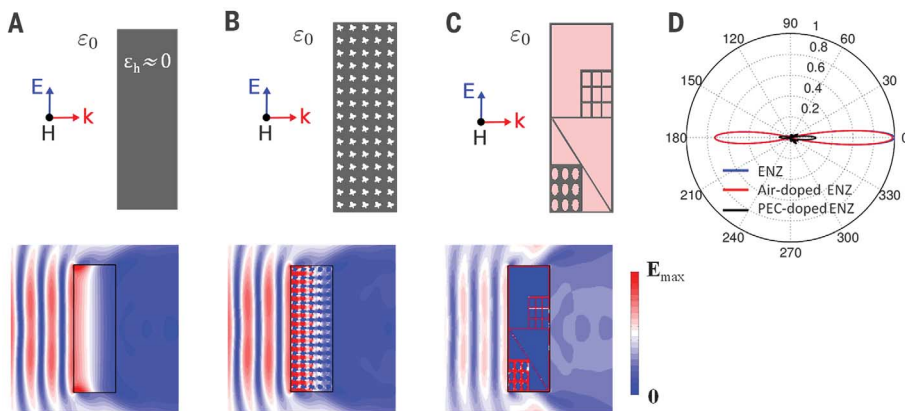 A
B
C
D
ε0
εh ≈ 0
E
H
k
ε0
E
H
k
ε0
E
H
k
90
1
120
60
0.8
0.6
150
30
0.4
0.2
180
0
ENZ
Air-doped ENZ
PEC-doped ENZ
210
330
240
300
270
Emax
0